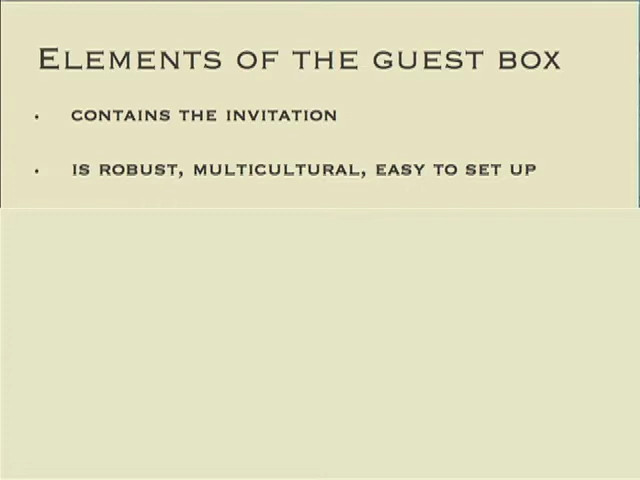 Elements of the guest box
• contains the invitation
• is robust, multicultural, easy to set up